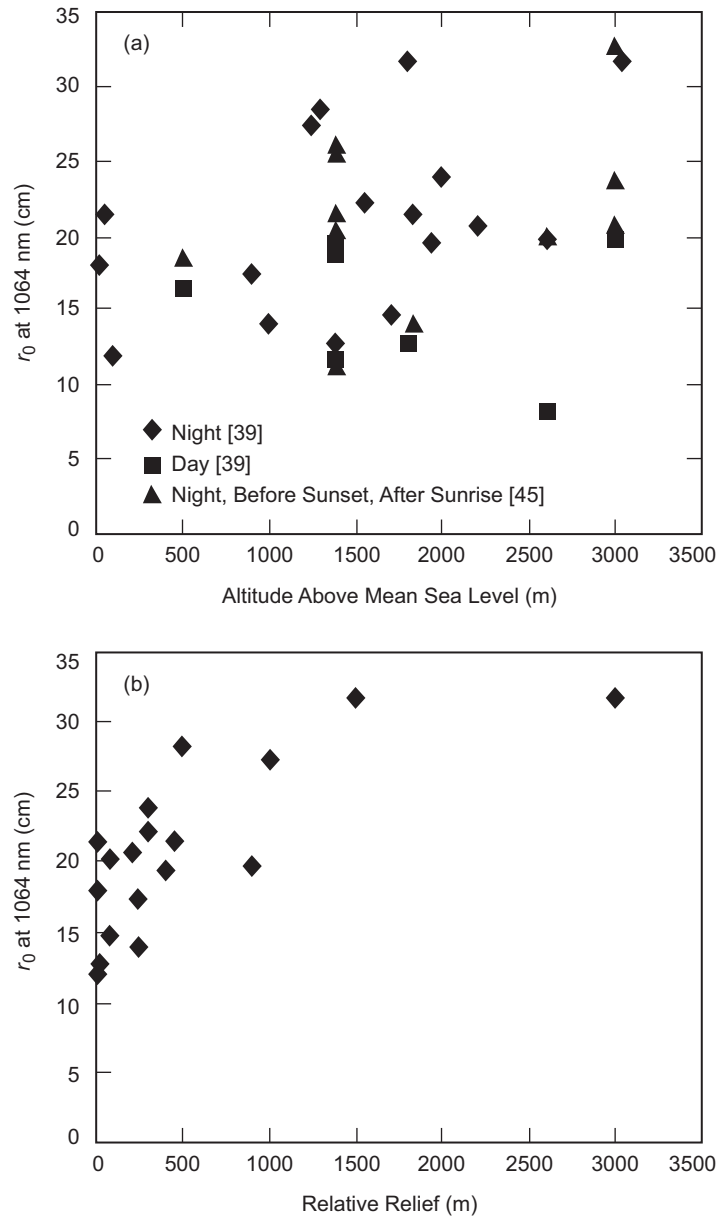 (a)
35
30
25
20
15
10
5
0
r0 at 1064 nm (cm)
Night [39]
Day [39]
Night, Before Sunset, After Sunrise [45]
0 500 1000 1500 2000 2500 3000 3500
Altitude Above Mean Sea Level (m)
(b)
35
30
25
20
15
10
5
0
r0 at 1064 nm (cm)
0 500 1000 1500 2000 2500 3000 3500
Relative Relief (m)